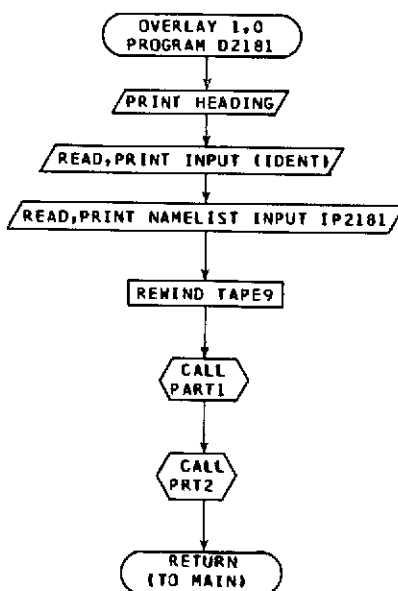 OVERLAY 1,0
PROGRAM D2181
PRINT HEADING
READ,PRINT INPUT (IDENT)
READ,PRINT NAMELIST INPUT IP2181
REWIND TAPE9
CALL
PART1
CALL
PRT2
RETURN
(TO MAIN)